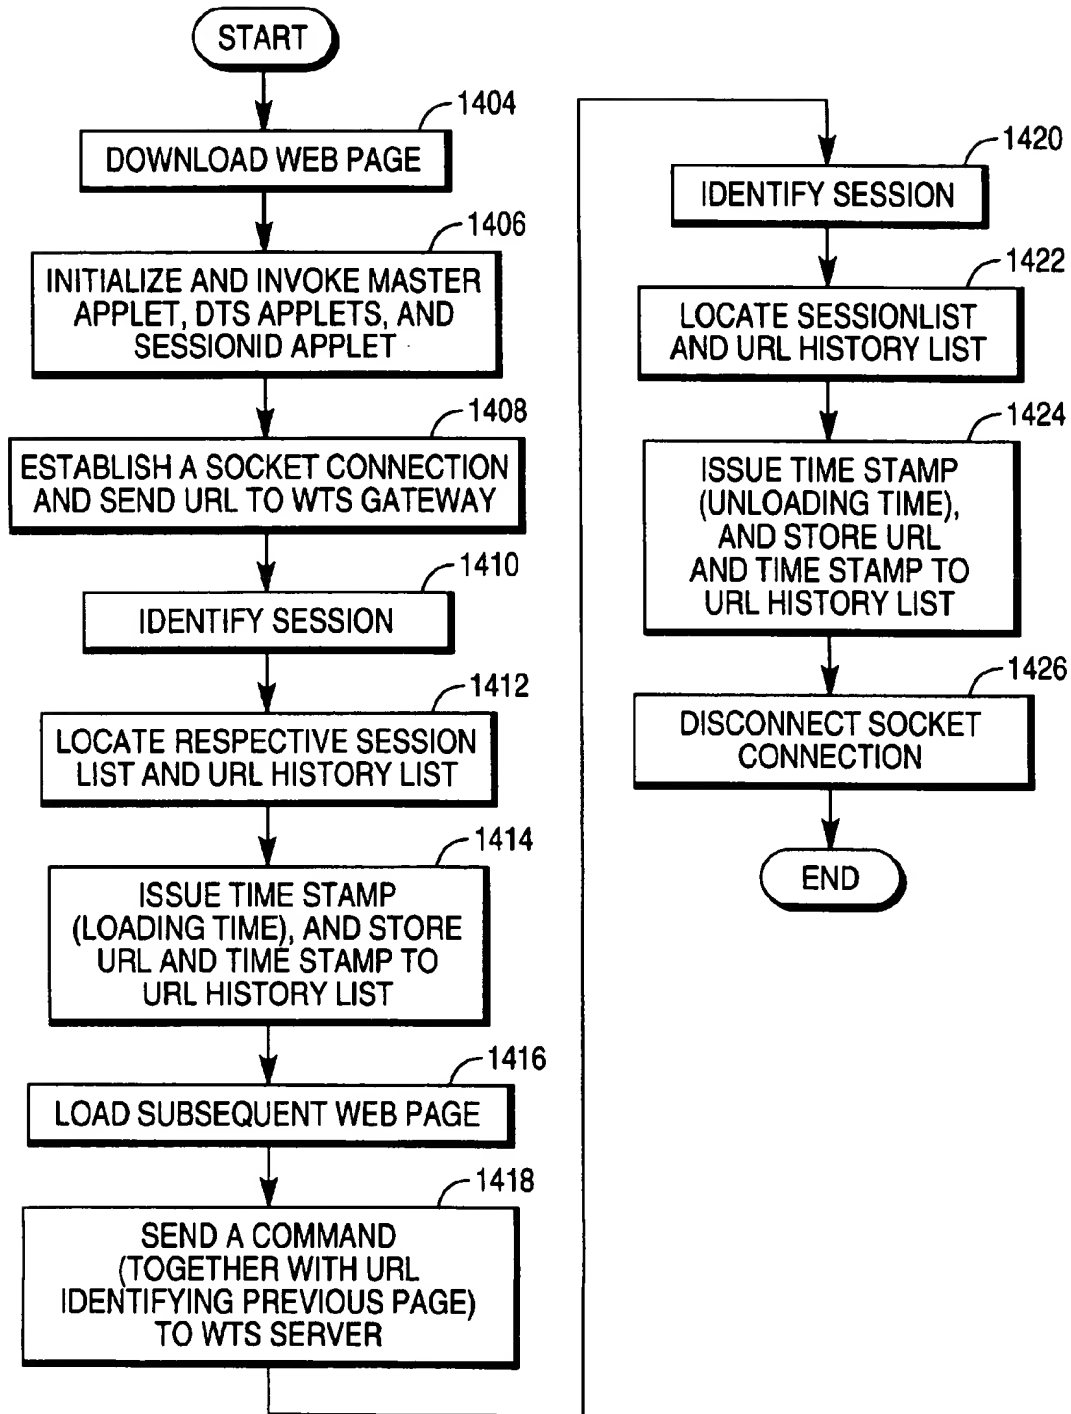 START
1404
DOWNLOAD WEB PAGE
1406
INITIALIZE AND INVOKE MASTER
APPLET, DTS APPLETS, AND
SESSIONID APPLET
1408
ESTABLISH A SOCKET CONNECTION
AND SEND URL TO WTS GATEWAY
1410
IDENTIFY SESSION
1412
LOCATE RESPECTIVE SESSION
LIST AND URL HISTORY LIST
1414
ISSUE TIME STAMP
(LOADING TIME), AND STORE
URL AND TIME STAMP TO
URL HISTORY LIST
1416
LOAD SUBSEQUENT WEB PAGE
1418
SEND A COMMAND
(TOGETHER WITH URL
IDENTIFYING PREVIOUS PAGE)
TO WTS SERVER
1420
IDENTIFY SESSION
1422
LOCATE SESSIONLIST
AND URL HISTORY LIST
1424
ISSUE TIME STAMP
(UNLOADING TIME),
AND STORE URL
AND TIME STAMP TO
URL HISTORY LIST
1426
DISCONNECT SOCKET
CONNECTION
END